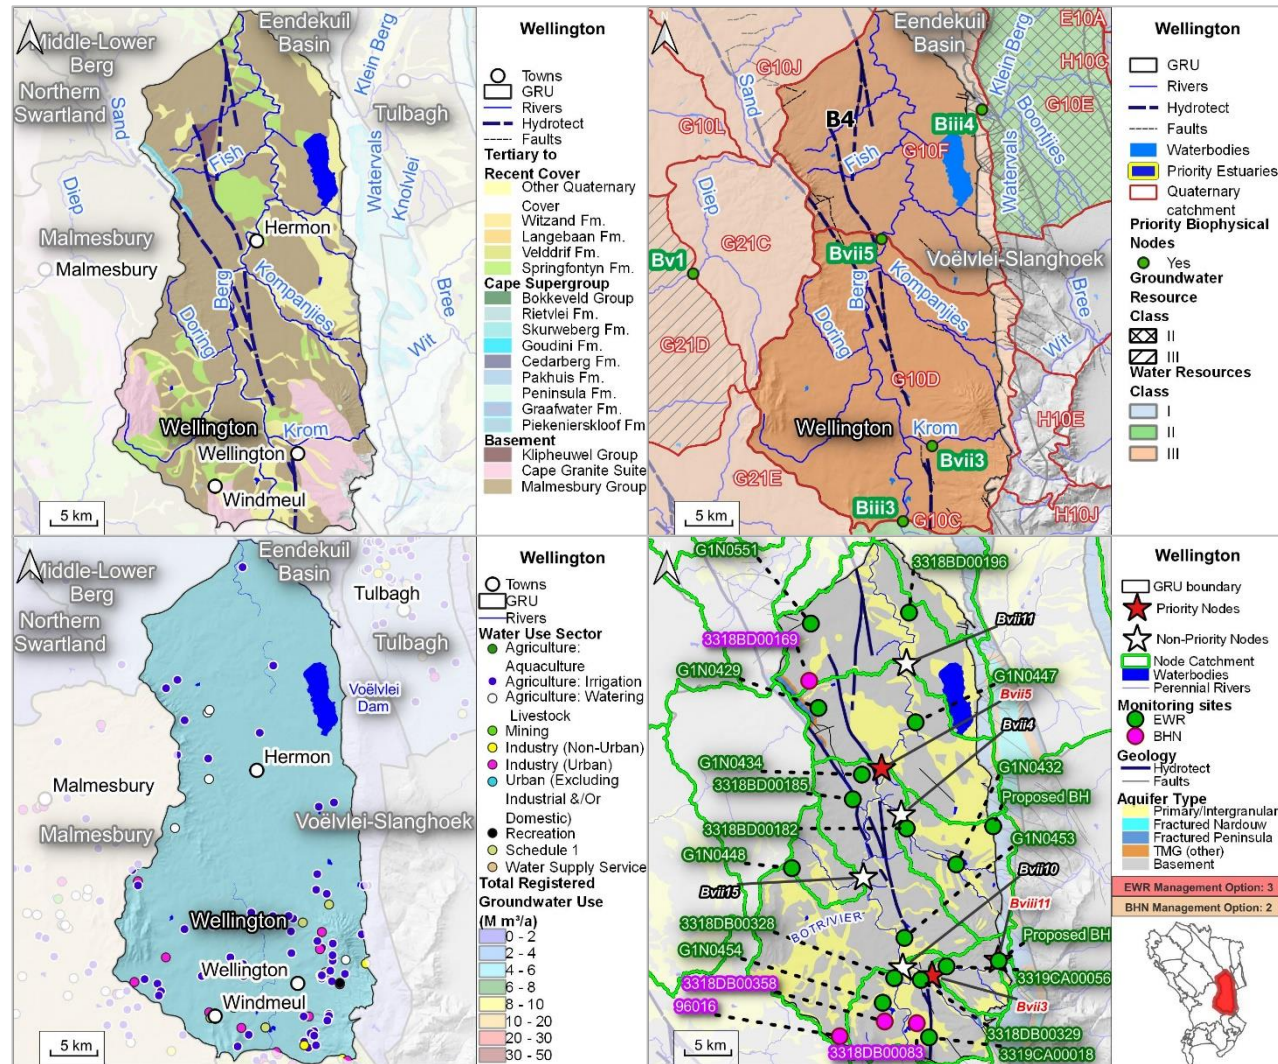 Middle-Lower
Berg
Northern
Swartland
Eendekuil
Basin
Klein Berg
Tulbagh
Sand
Fish
Diep
Watervals
Knolvlei
Malmesbury
Malmesbury
Hermon
Berg
Kompanjies
Doring
Bree
Wit
Wellington
Krom
Wellington
Windmeul
5 km
Wellington
Towns
GRU
Rivers
Hydrotect
Faults
Tertiary to
Recent Cover
Other Quaternary
Cover
Witzand Fm.
Langebaan Fm.
Velddrif Fm.
Springfontyn Fm.
Cape Supergroup
Bokkeveld Group
Rietvlei Fm.
Skurweberg Fm.
Goudini Fm.
Cedarberg Fm.
Pakhuis Fm.
Peninsula Fm.
Graafwater Fm.
Piekenierskloof Fm
Basement
Klipheuwel Group
Cape Granite Suite
Malmesbury Group
Eendekuil
Basin
Klein Berg
E10A
H10C
G10J
Sand
G10E
B4
Biii4
G10L
Fish
G10F
Boontjies
Watervals
Diep
G21C
Bv1
Bvii5
Voëlvlei-Slanghoek
Berg
Kompanjies
Doring
Bree
Wit
G21D
G10D
Wellington
Krom
H10E
Bvii3
G21E
Biii3
G10C
H10J
5 km
Wellington
GRU
Rivers
Hydrotect
Faults
Waterbodies
Priority Estuaries
Quaternary
catchment
Priority Biophysical
Nodes
Yes
Groundwater
Resource
Class
II
III
Water Resources
Class
I
II
III
Middle-Lower
Berg
Northern
Swartland
Eendekuil
Basin
Tulbagh
Tulbagh
Voëlvlei
Dam
Hermon
Malmesbury
Malmesbury
Voëlvlei-Slanghoek
Wellington
Wellington
Windmeul
5 km
Wellington
Towns
GRU
Rivers
Water Use Sector
Agriculture:
Aquaculture
Agriculture: Irrigation
Agriculture: Watering
Livestock
Mining
Industry (Non-Urban)
Industry (Urban)
Urban (Excluding
Industrial &/Or
Domestic)
Recreation
Schedule 1
Water Supply Service
Total Registered
Groundwater Use
(M m³/a)
0 - 2
2 - 4
4 - 6
6 - 8
8 - 10
10 - 20
20 - 30
30 - 50
G1N0551
3318BD00196
3318BD00169
Bvii11
G1N0429
G1N0447
Bvii5
Bvii4
G1N0434
G1N0432
3318BD00185
Proposed BH
3318BD00182
G1N0453
G1N0448
Bvii10
Bvii15
Bviii11
3318DB00328
BOTRIVIER
Proposed BH
G1N0454
3319CA00056
3318DB00358
Bvii3
96016
3318DB00329
3318DB00083
3319CA00018
5 km
Wellington
GRU boundary
Priority Nodes
Non-Priority Nodes
Node Catchment
Waterbodies
Perennial Rivers
Monitoring sites
EWR
BHN
Geology
Hydrotect
Faults
Aquifer Type
Primary/Intergranular
Fractured Nardouw
Fractured Peninsula
TMG (other)
Basement
EWR Management Option: 3
BHN Management Option: 2